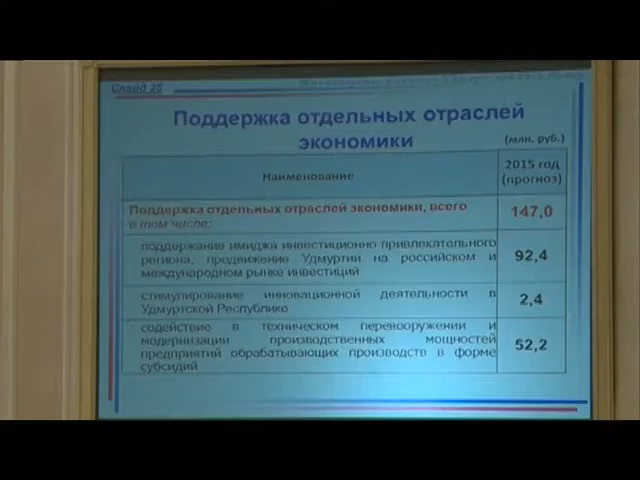 Слайд 25
Поддержка отдельных отраслей
экономики
(млн. руб.)
Наименование
2015 год
(прогноз)
Поддержка отдельных отраслей экономики, всего
в том числе:
147,0
поддержание имиджа инвестиционно привлекательного
региона, продвижение Удмуртии на российском и
международном рынке инвестиций
92,4
стимулирование инновационной деятельности в
Удмуртской Республике
2,4
содействие в техническом перевооружении и
модернизации производственных мощностей
предприятий обрабатывающих производств в форме
субсидий
52,2